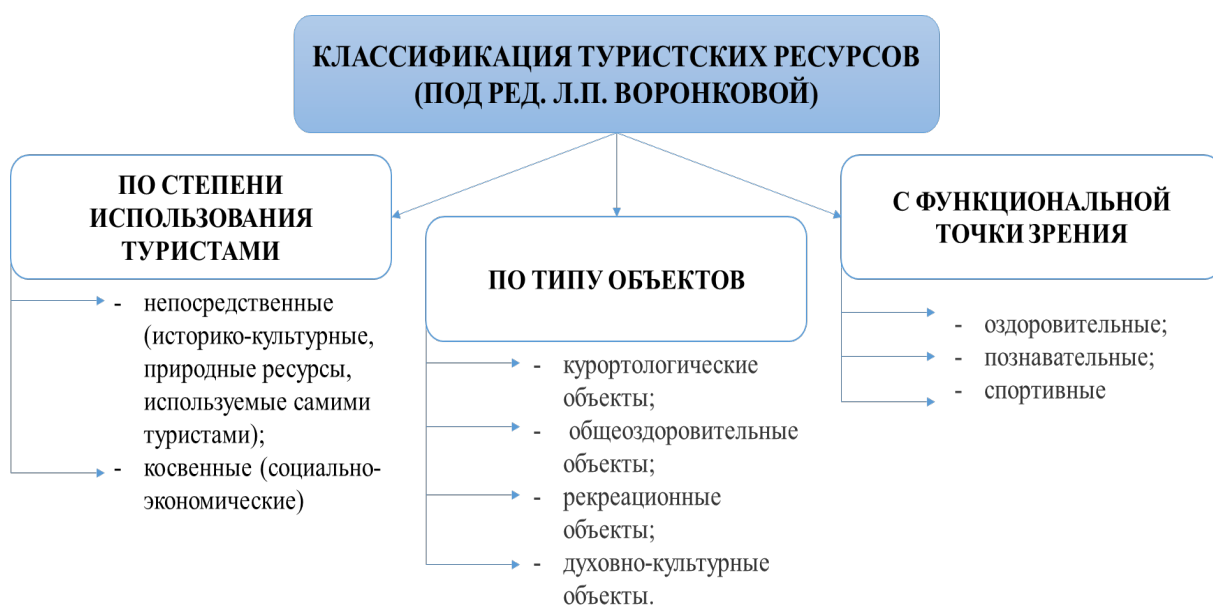 КЛАССИФИКАЦИЯ ТУРИСТСКИХ РЕСУРСОВ
(ПОД РЕД. Л.П. ВОРОНКОВОЙ)
ПО СТЕПЕНИ
ИСПОЛЬЗОВАНИЯ
ТУРИСТАМИ
- непосредственные
(историко-культурные,
природные ресурсы,
используемые самими
туристами);
- косвенные (социально-
экономические)
ПО ТИПУ ОБЪЕКТОВ
- курортологические
объекты;
- общеоздоровительные
объекты;
- рекреационные
объекты;
- духовно-культурные
объекты.
С ФУНКЦИОНАЛЬНОЙ
ТОЧКИ ЗРЕНИЯ
- оздоровительные;
- познавательные;
- спортивные